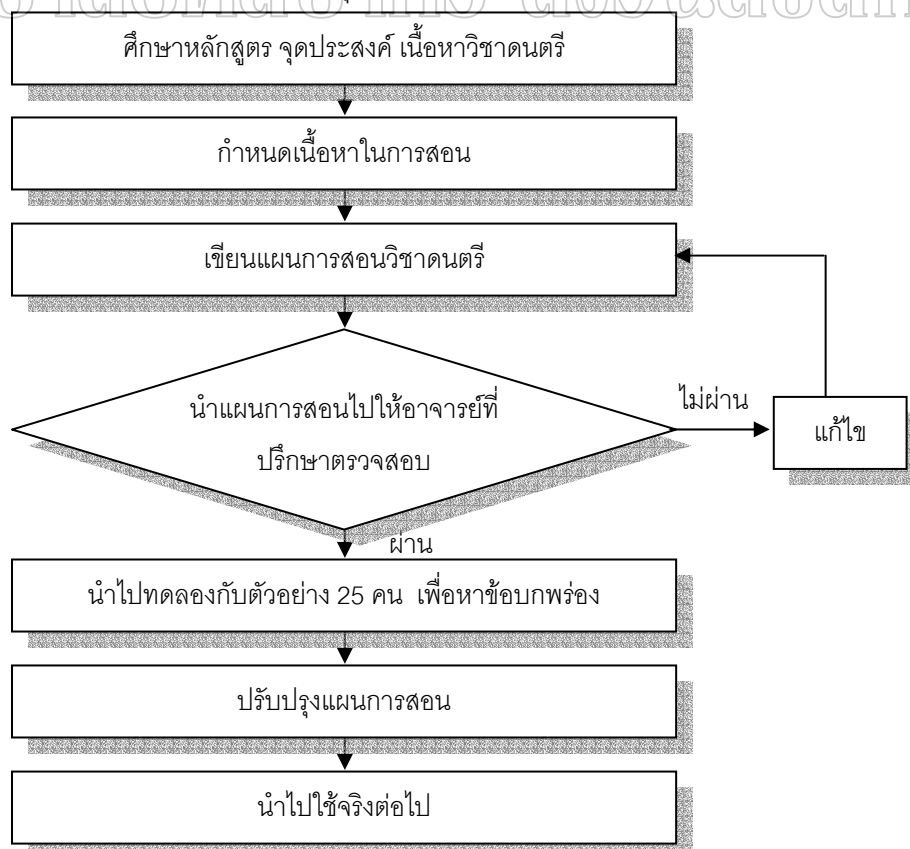 ศึกษาหลักสูตร จุดประสงค์ เนื้อหาวิชาดนตรี
กำหนดเนื้อหาในการสอน
เขียนแผนการสอนวิชาดนตรี
นำแผนการสอนไปให้อาจารย์ที่
ปรึกษาตรวจสอบ
ไม่ผ่าน
แก้ไข
ผ่าน
นำไปทดลองกับตัวอย่าง 25 คน เพื่อหาข้อบกพร่อง
ปรับปรุงแผนการสอน
นำไปใช้จริงต่อไป